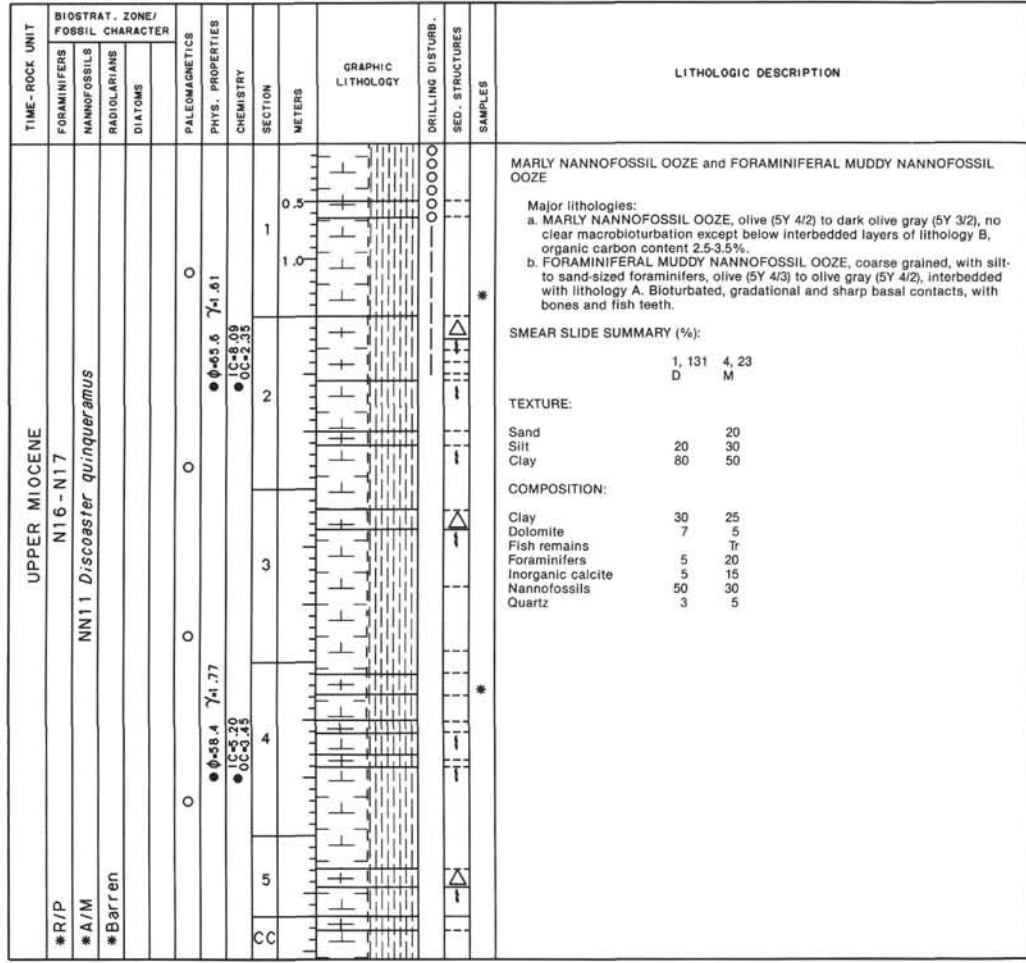 TIME-ROCK UNIT
BIOSTRAT. ZONE/
FOSSIL CHARACTER
FORAMINIFERS
NANNOFOSSILS
RADIOLARIANS
DIATOMS
PALEOMAGNETICS
PHYS. PROPERTIES
CHEMISTRY
SECTION
METERS
GRAPHIC
LITHOLOGY
DRILLING DISTURB.
SED. STRUCTURES
SAMPLES
LITHOLOGIC DESCRIPTION
UPPER MIOCENE
N16-N17
*R/P
NN11 Discoaster quinqueramus
*A/M
*Barren
●Φ=65.6 γ=1.61
●IC=8.09
OC=2.35
●Φ=58.4 γ=1.77
●IC=5.20
OC=3.45
1
2
3
4
5
CC
0.5
1.0
*
*
MARLY NANNOFOSSIL OOZE and FORAMINIFERAL MUDDY NANNOFOSSIL
OOZE
Major lithologies:
a. MARLY NANNOFOSSIL OOZE, olive (5Y 4/2) to dark olive gray (5Y 3/2), no
clear macrobioturbation except below interbedded layers of lithology B,
organic carbon content 2.5-3.5%.
b. FORAMINIFERAL MUDDY NANNOFOSSIL OOZE, coarse grained, with silt-
to sand-sized foraminifers, olive (5Y 4/3) to olive gray (5Y 4/2), interbedded
with lithology A. Bioturbated, gradational and sharp basal contacts, with
bones and fish teeth.
SMEAR SLIDE SUMMARY (%):
1, 131 4, 23
D M
TEXTURE:
Sand 20
Silt 20 30
Clay 80 50
COMPOSITION:
Clay 30 25
Dolomite 7 5
Fish remains Tr
Foraminifers 5 20
Inorganic calcite 5 15
Nannofossils 50 30
Quartz 3 5